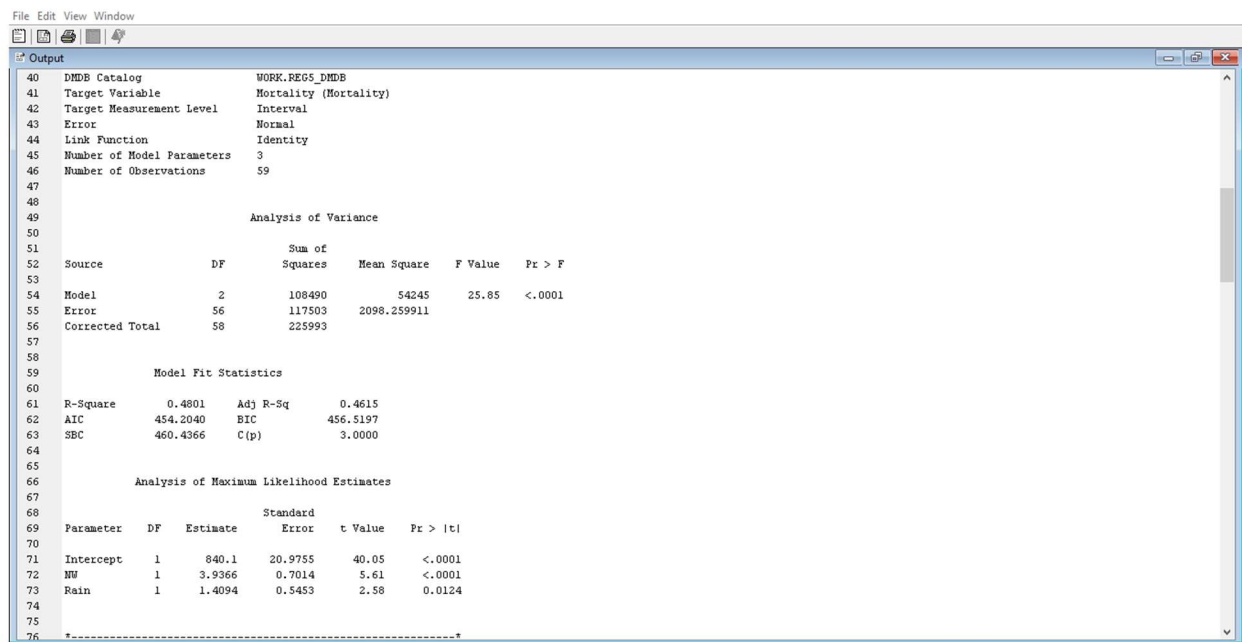 File Edit View Window
Output
40 DMDB Catalog WORK.REG5_DMDB
41 Target Variable Mortality (Mortality)
42 Target Measurement Level Interval
43 Error Normal
44 Link Function Identity
45 Number of Model Parameters 3
46 Number of Observations 59
47
48
49 Analysis of Variance
50
51 Sum of
52 Source DF Squares Mean Square F Value Pr > F
53
54 Model 2 108490 54245 25.85 <.0001
55 Error 56 117503 2098.259911
56 Corrected Total 58 225993
57
58
59 Model Fit Statistics
60
61 R-Square 0.4801 Adj R-Sq 0.4615
62 AIC 454.2040 BIC 456.5197
63 SBC 460.4366 C(p) 3.0000
64
65
66 Analysis of Maximum Likelihood Estimates
67
68 Standard
69 Parameter DF Estimate Error t Value Pr > |t|
70
71 Intercept 1 840.1 20.9755 40.05 <.0001
72 NW 1 3.9366 0.7014 5.61 <.0001
73 Rain 1 1.4094 0.5453 2.58 0.0124
74
75
76 *------------------------------------------------------------*